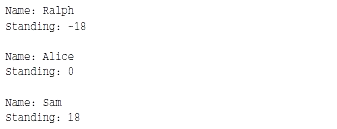 Name: Ralph
Standing: -18
Name: Alice
Standing: 0
Name: Sam
Standing: 18